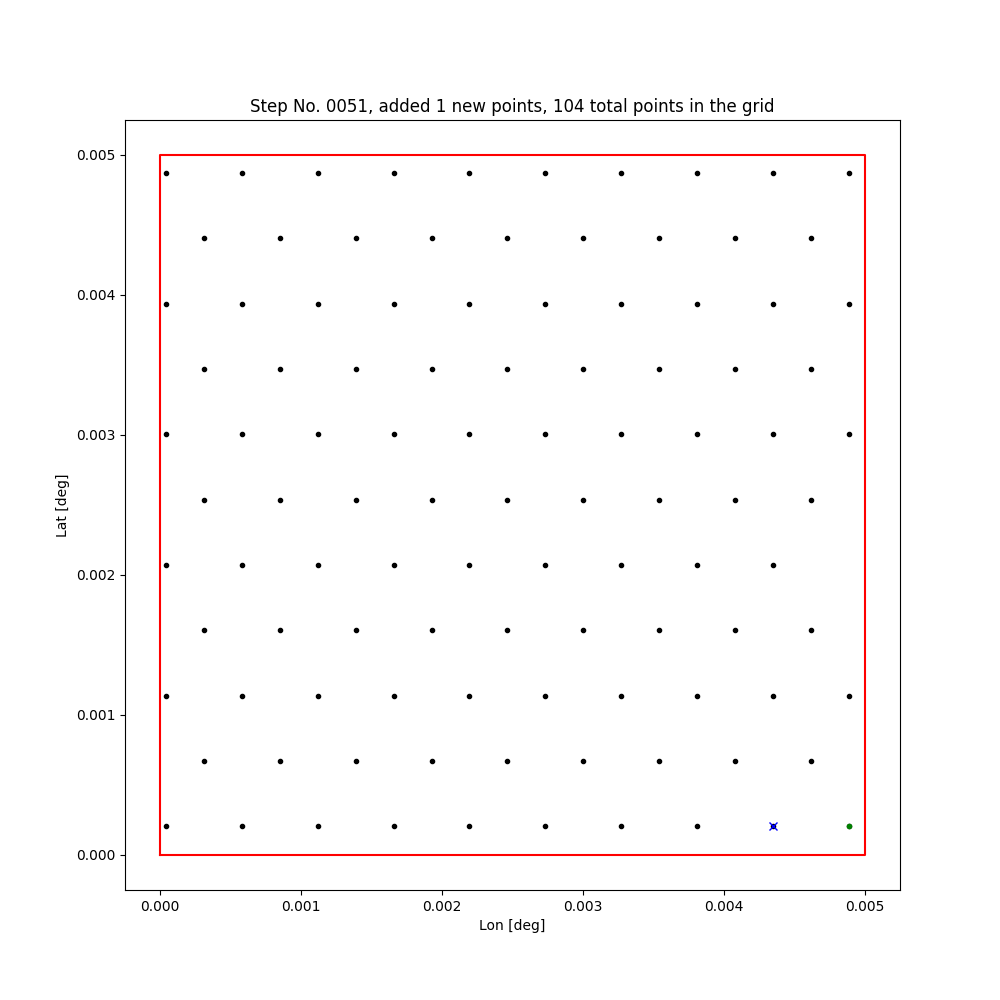 Step No. 0051, added 1 new points, 104 total points in the grid
0.005
0.004
0.003
0.002
0.001
0.000
Lat [deg]
0.000 0.001 0.002 0.003 0.004 0.005
Lon [deg]